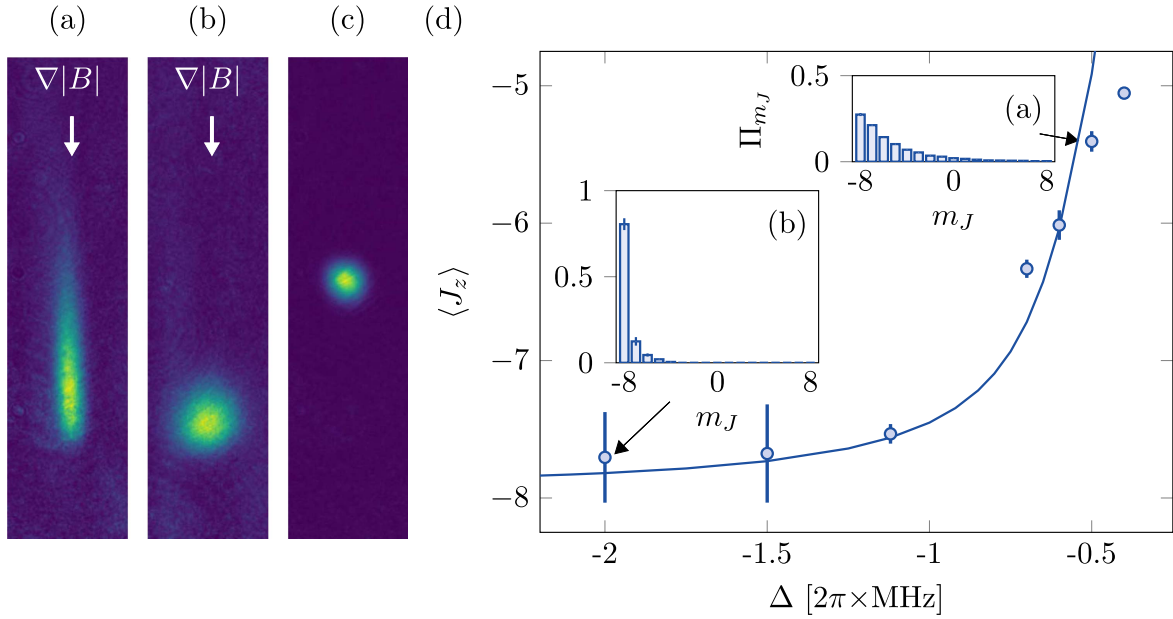 (a) (b) (c) (d)
∇|B| ∇|B|
−5
−6
−7
−8
⟨J_z⟩
-2 -1.5 -1 -0.5
Δ [2π×MHz]
0.5
0
Π_{m_J}
(a)
-8 0 8
m_J
1
0.5
0
(b)
-8 0 8
m_J